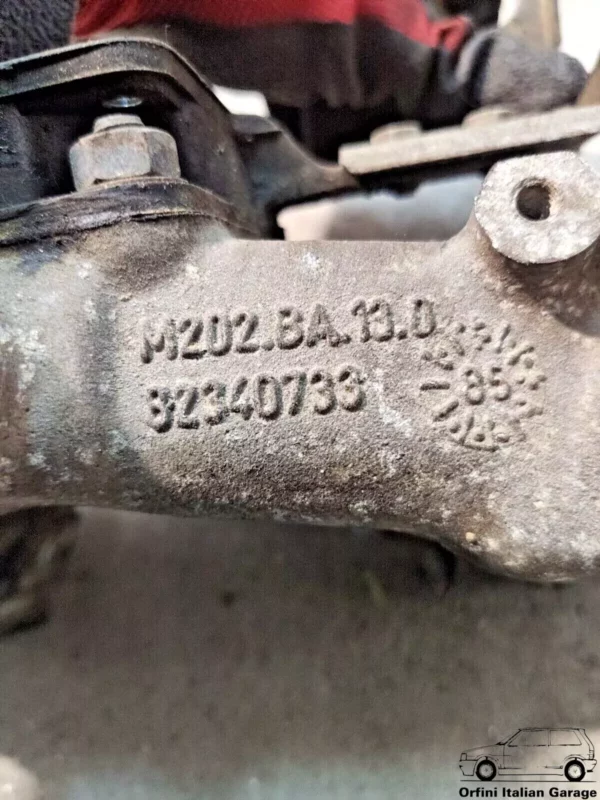 M202.BA.13.0
82340733
85
Orfini Italian Garage